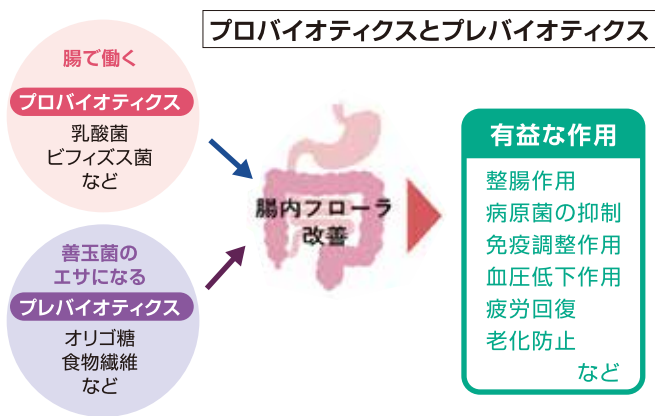 プロバイオティクスとプレバイオティクス
腸で働く
プロバイオティクス
乳酸菌
ビフィズス菌
など
善玉菌の
エサになる
プレバイオティクス
オリゴ糖
食物繊維
など
腸内フローラ
改善
有益な作用
整腸作用
病原菌の抑制
免疫調整作用
血圧低下作用
疲労回復
老化防止
など